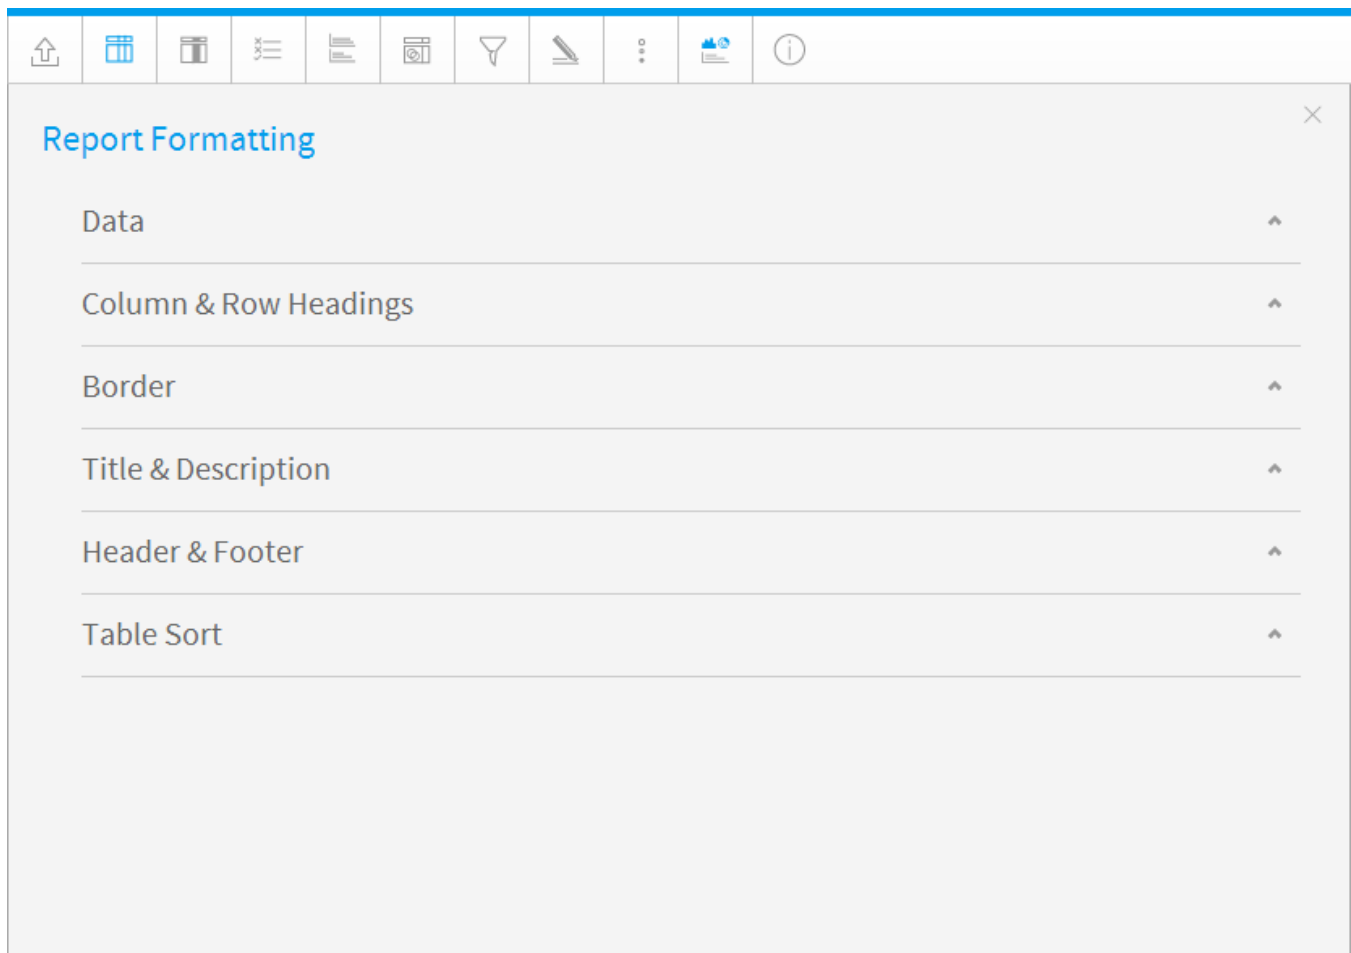 Report Formatting
Data
Column & Row Headings
Border
Title & Description
Header & Footer
Table Sort